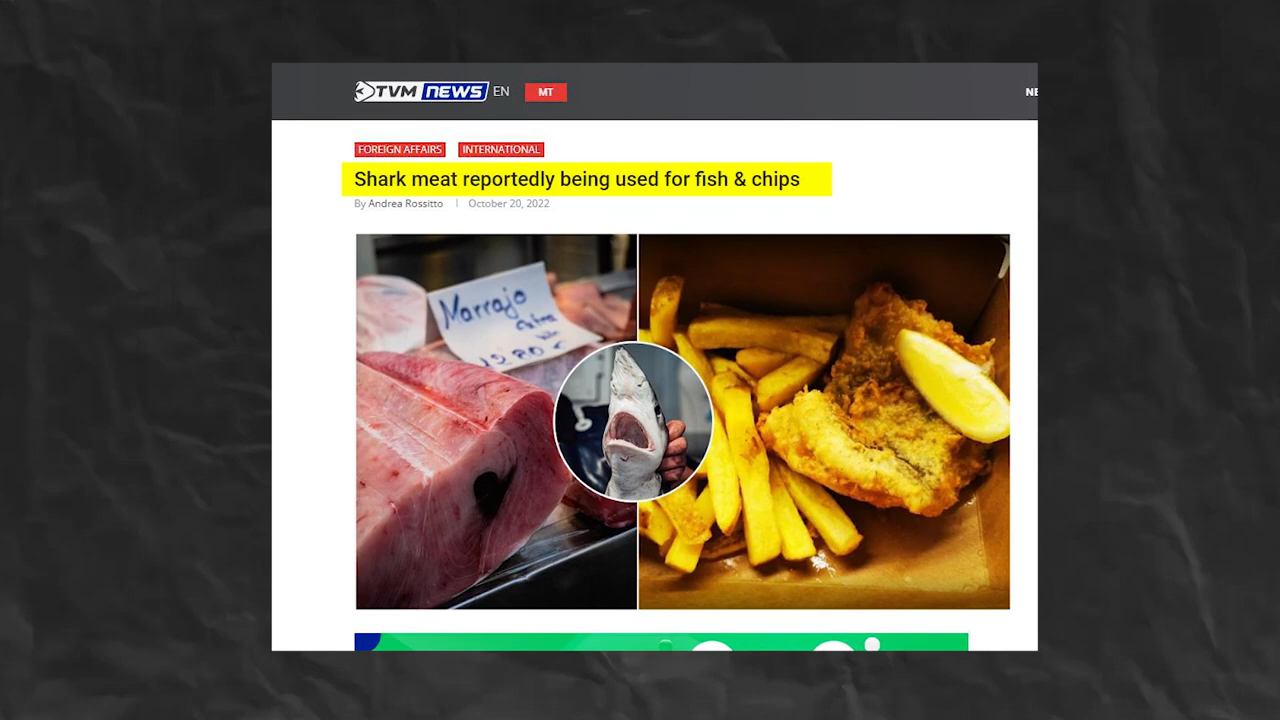 TVM NEWS EN MT NE
FOREIGN AFFAIRS INTERNATIONAL
Shark meat reportedly being used for fish & chips
By Andrea Rossitto | October 20, 2022
Marrajo